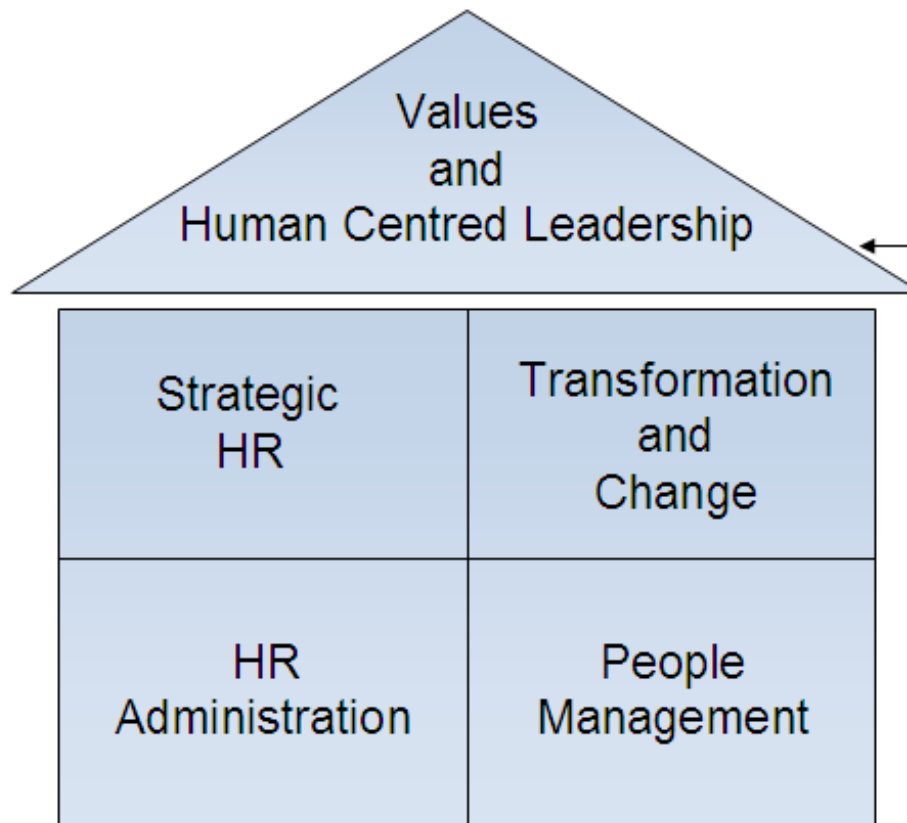 Values
and
Human Centred Leadership
Strategic
HR
Transformation
and
Change
HR
Administration
People
Management